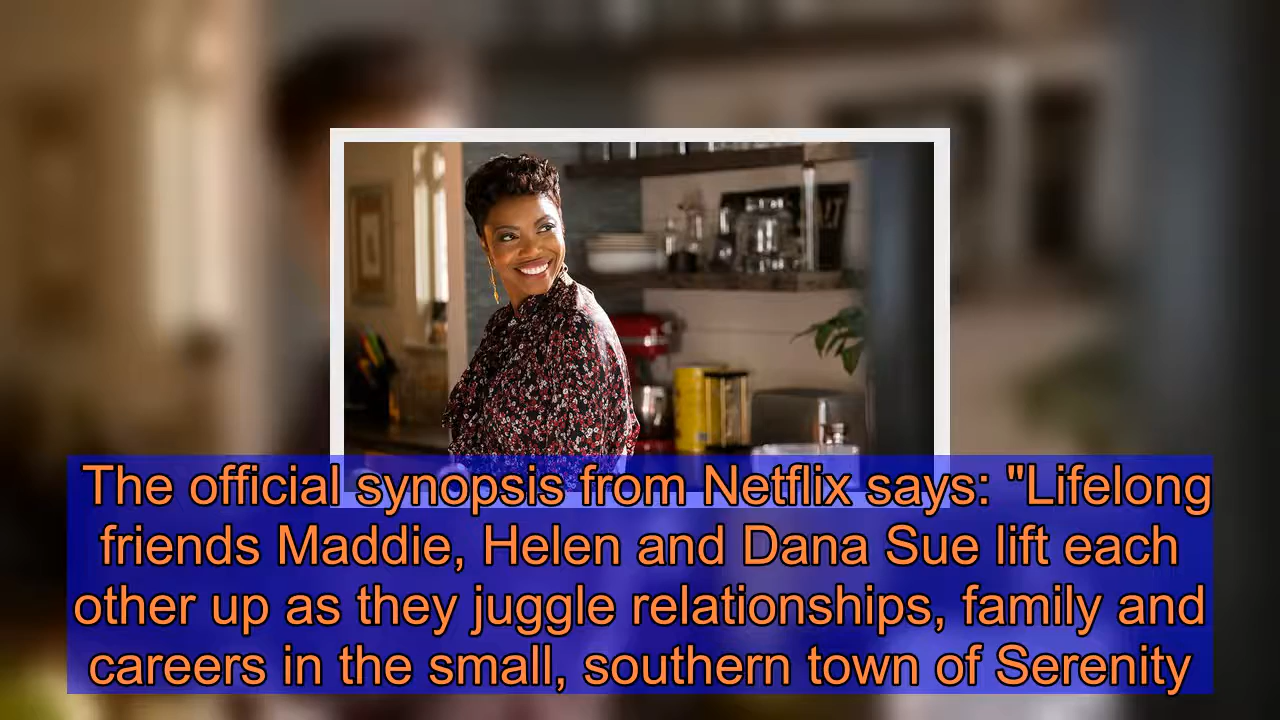 The official synopsis from Netflix says: "Lifelong
friends Maddie, Helen and Dana Sue lift each
other up as they juggle relationships, family and
careers in the small, southern town of Serenity